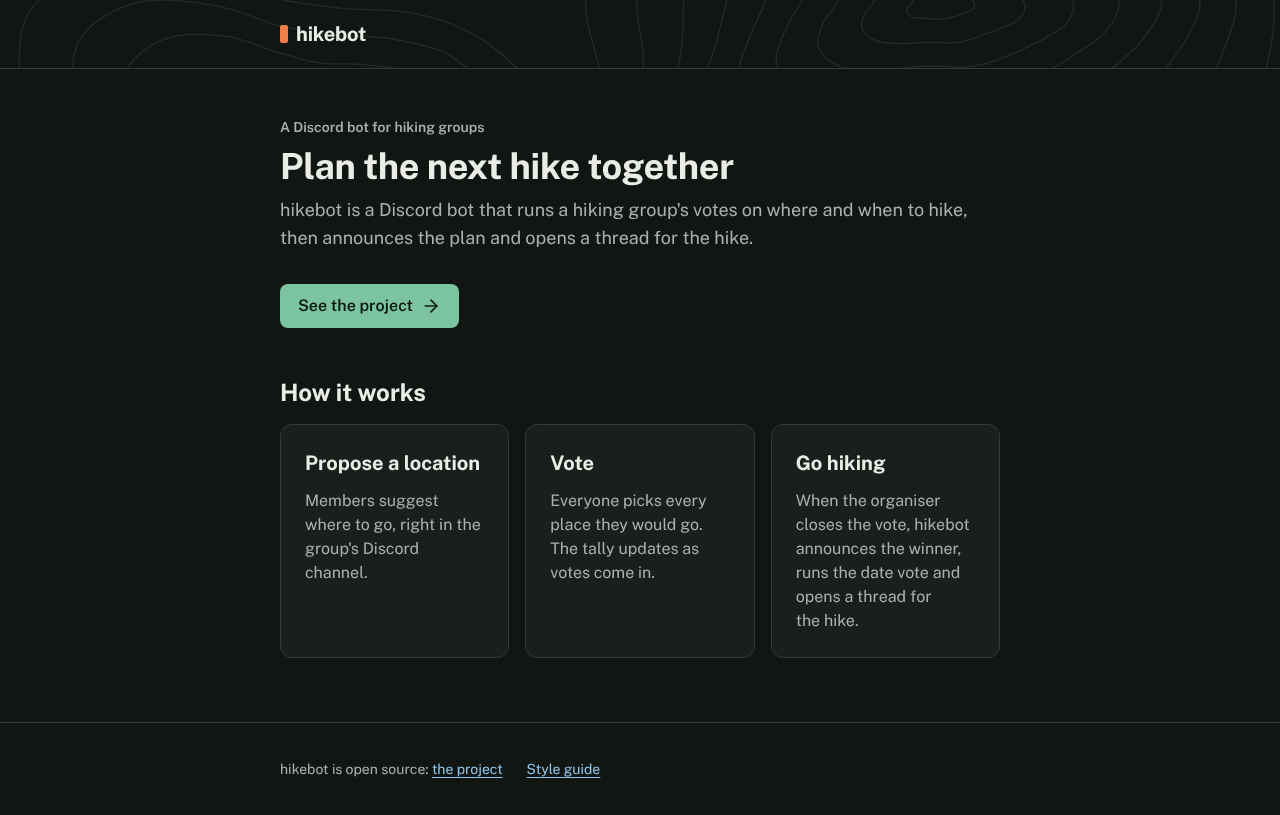 hikebot
A Discord bot for hiking groups
Plan the next hike together
hikebot is a Discord bot that runs a hiking group's votes on where and when to hike,
then announces the plan and opens a thread for the hike.
See the project
How it works
Propose a location
Members suggest
where to go, right in the
group's Discord
channel.
Vote
Everyone picks every
place they would go.
The tally updates as
votes come in.
Go hiking
When the organiser
closes the vote, hikebot
announces the winner,
runs the date vote and
opens a thread for
the hike.
hikebot is open source: the project Style guide